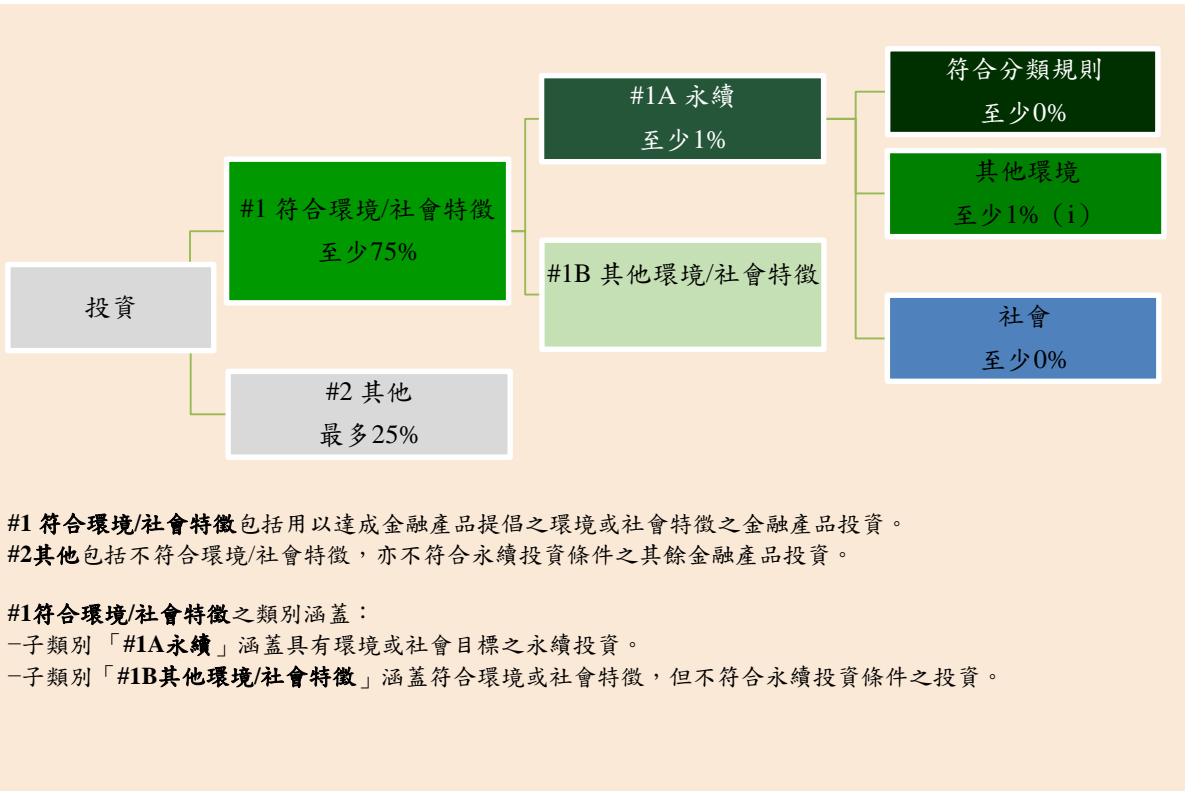 投資
#1 符合環境/社會特徵
至少75%
#2 其他
最多25%
#1A 永續
至少1%
#1B 其他環境/社會特徵
符合分類規則
至少0%
其他環境
至少1%（i）
社會
至少0%
#1 符合環境/社會特徵包括用以達成金融產品提倡之環境或社會特徵之金融產品投資。
#2其他包括不符合環境/社會特徵，亦不符合永續投資條件之其餘金融產品投資。
#1符合環境/社會特徵之類別涵蓋：
−子類別「#1A永續」涵蓋具有環境或社會目標之永續投資。
−子類別「#1B其他環境/社會特徵」涵蓋符合環境或社會特徵，但不符合永續投資條件之投資。